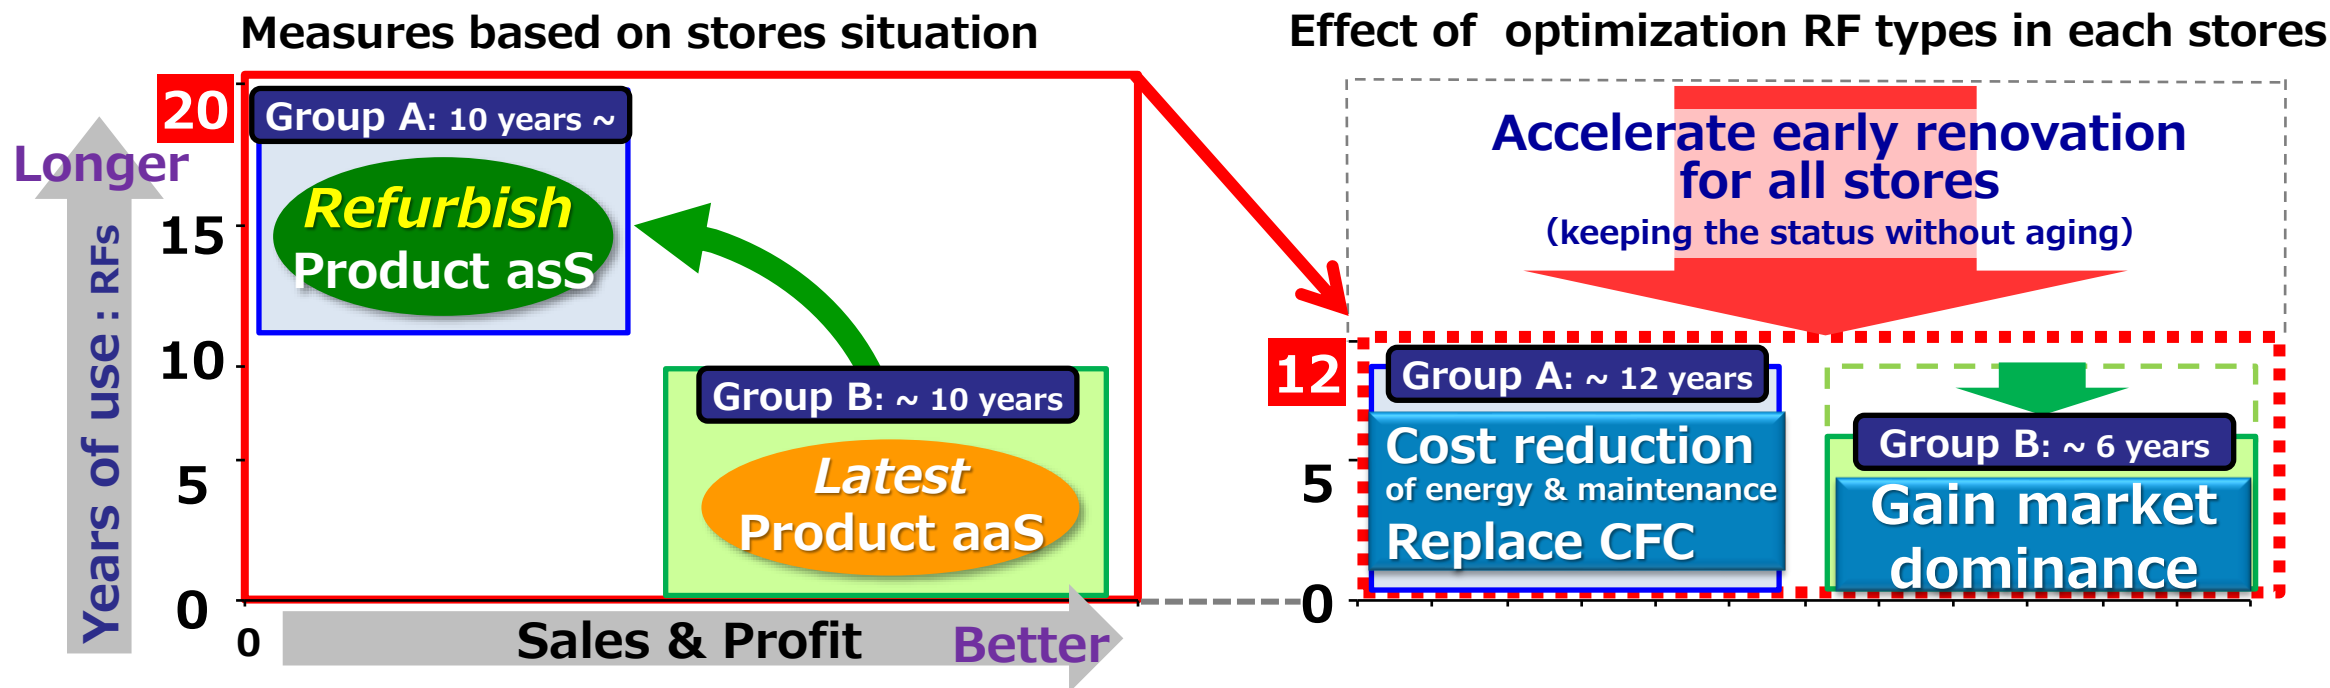 Measures based on stores situation
20
Group A: 10 years ~
Longer
Refurbish
Product asS
15
10
Group B: ~ 10 years
Latest
Product aaS
5
0
Years of use : RFs
0
Sales & Profit
Better
Effect of optimization RF types in each stores
Accelerate early renovation
for all stores
(keeping the status without aging)
12
Group A: ~ 12 years
Cost reduction
of energy & maintenance
Replace CFC
Group B: ~ 6 years
Gain market
dominance
5
0